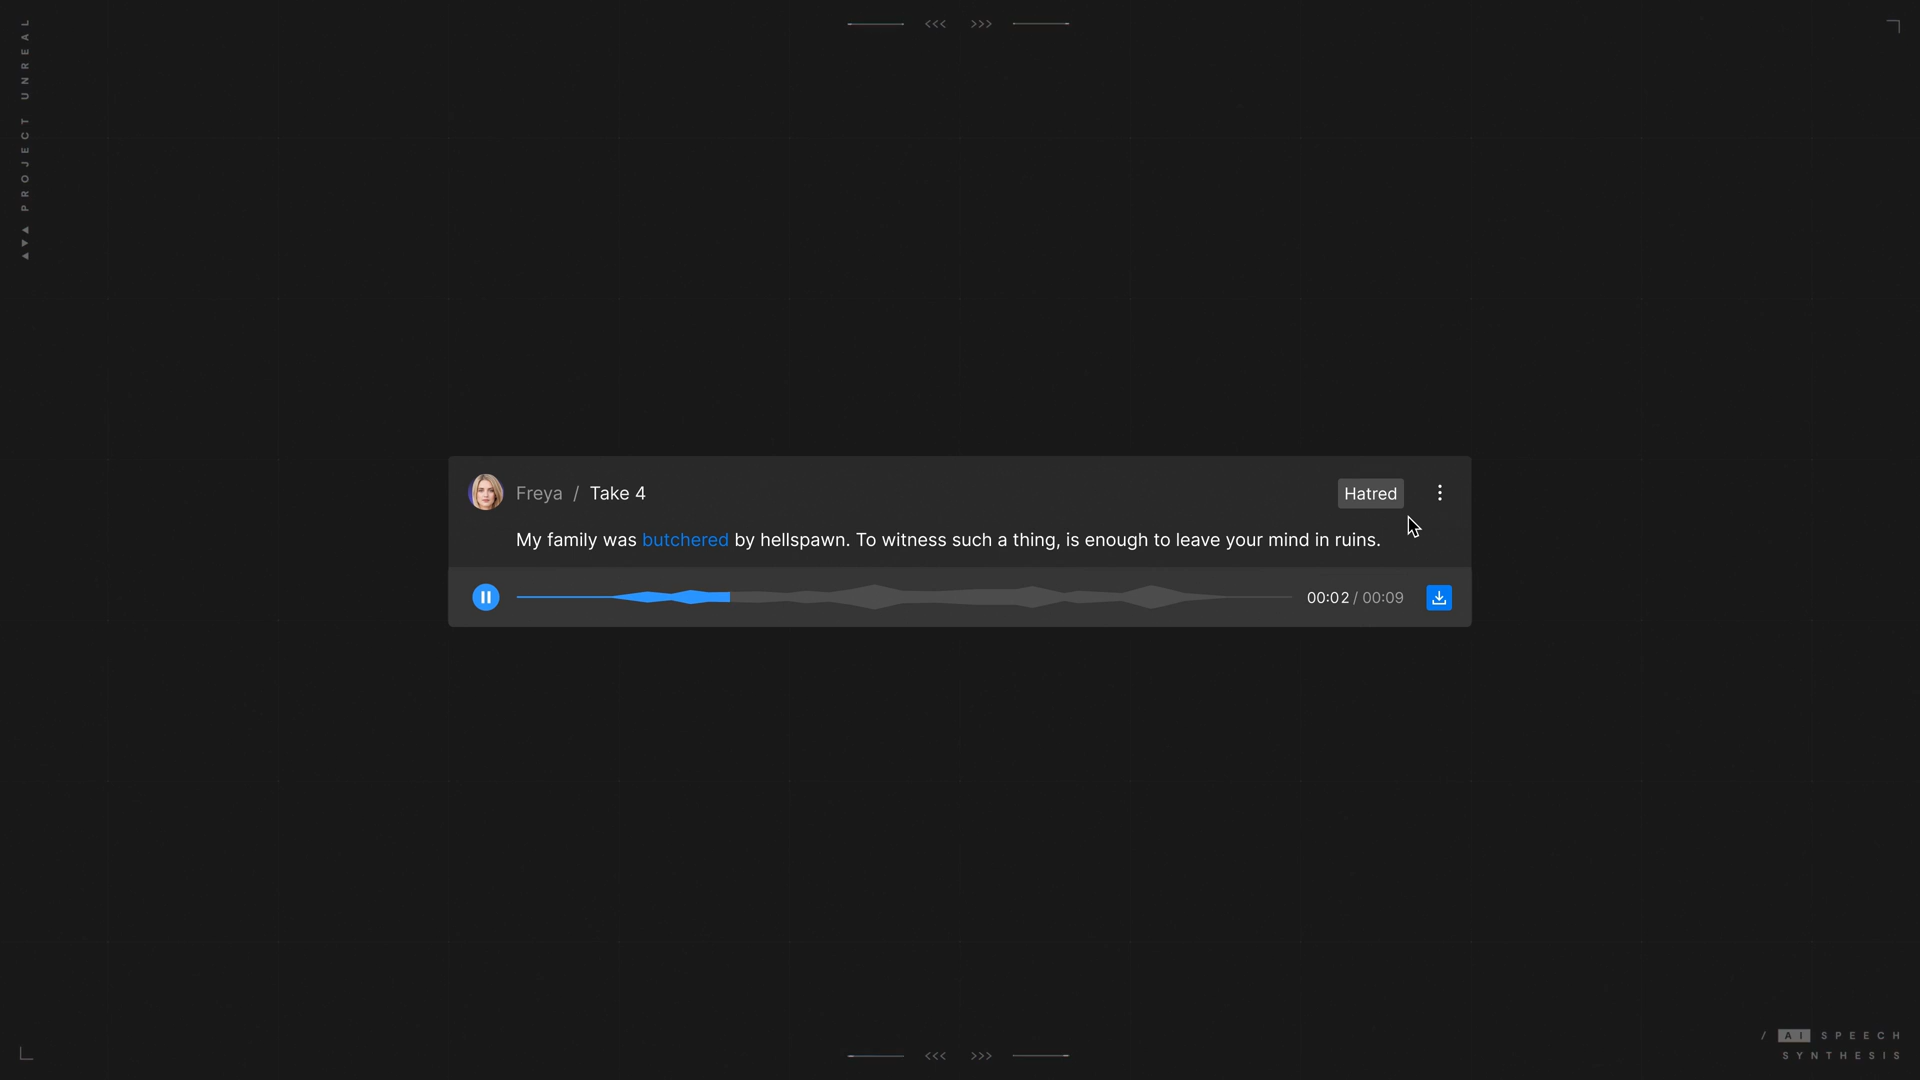 PROJECT UNREAL
<<< >>>
Freya / Take 4
Hatred
My family was butchered by hellspawn. To witness such a thing, is enough to leave your mind in ruins.
00:02 / 00:09
<<< >>>
/ AI SPEECH
SYNTHESIS